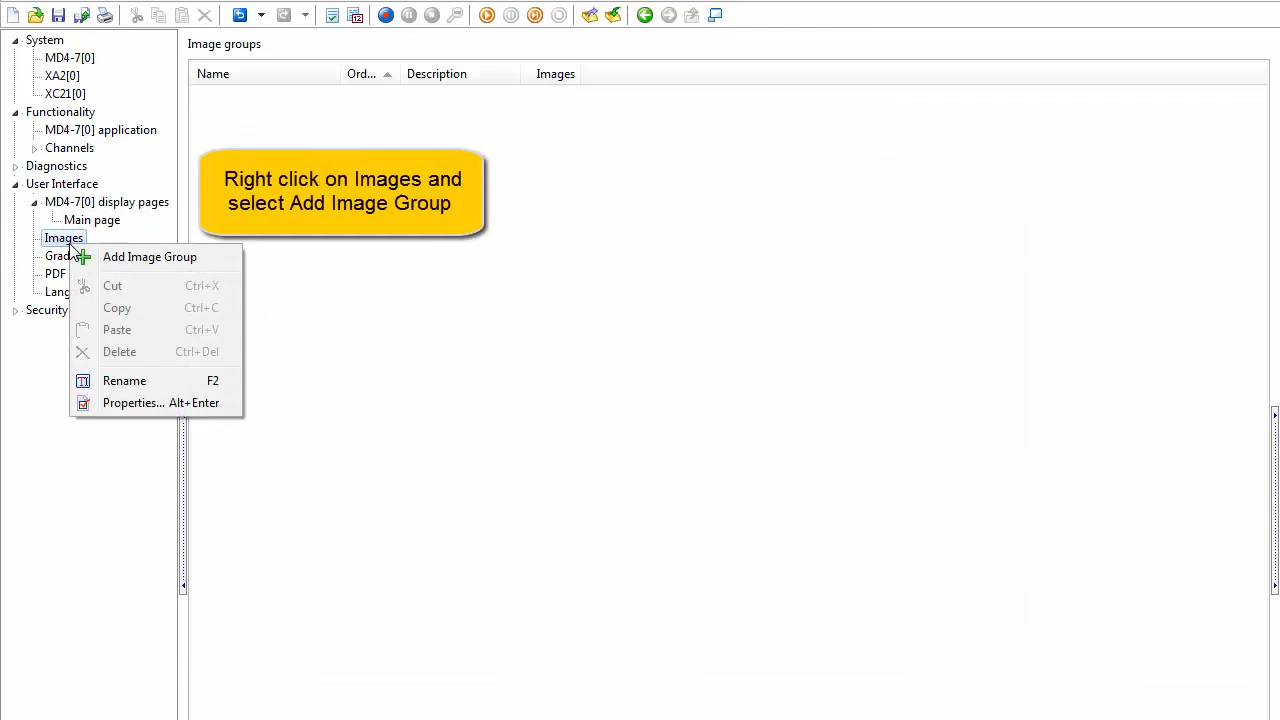 System
MD4-7[0]
XA2[0]
XC21[0]
Functionality
MD4-7[0] application
Channels
Diagnostics
User Interface
MD4-7[0] display pages
Main page
Images
Grad
PDF
Lang
Security
Add Image Group
Cut Ctrl+X
Copy Ctrl+C
Paste Ctrl+V
Delete Ctrl+Del
Rename F2
Properties... Alt+Enter
Image groups
Name Ord... Description Images
Right click on Images and
select Add Image Group